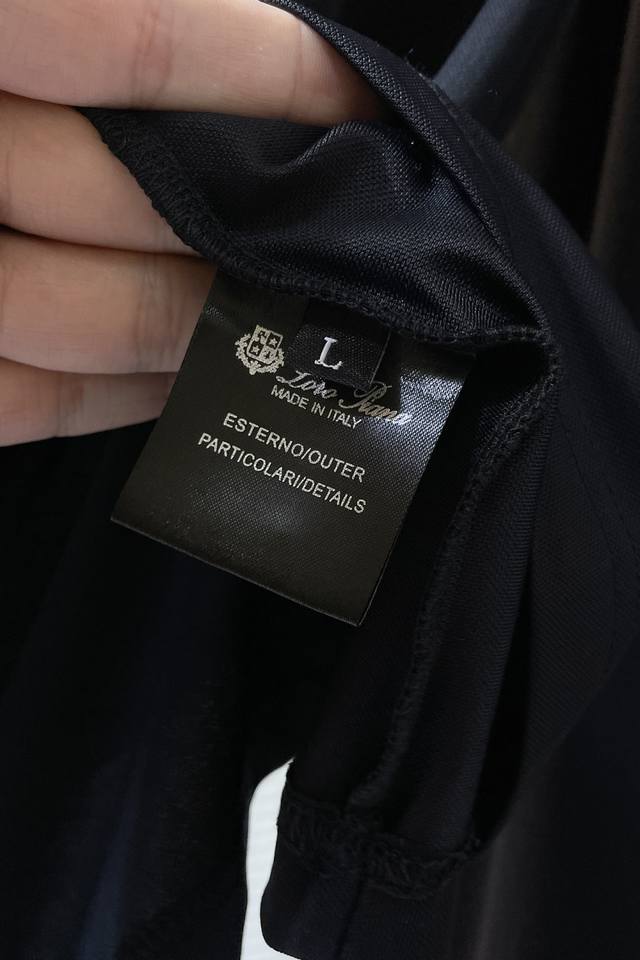 L
Loro Piana
MADE IN ITALY
ESTERNO/OUTER
PARTICOLARI/DETAILS